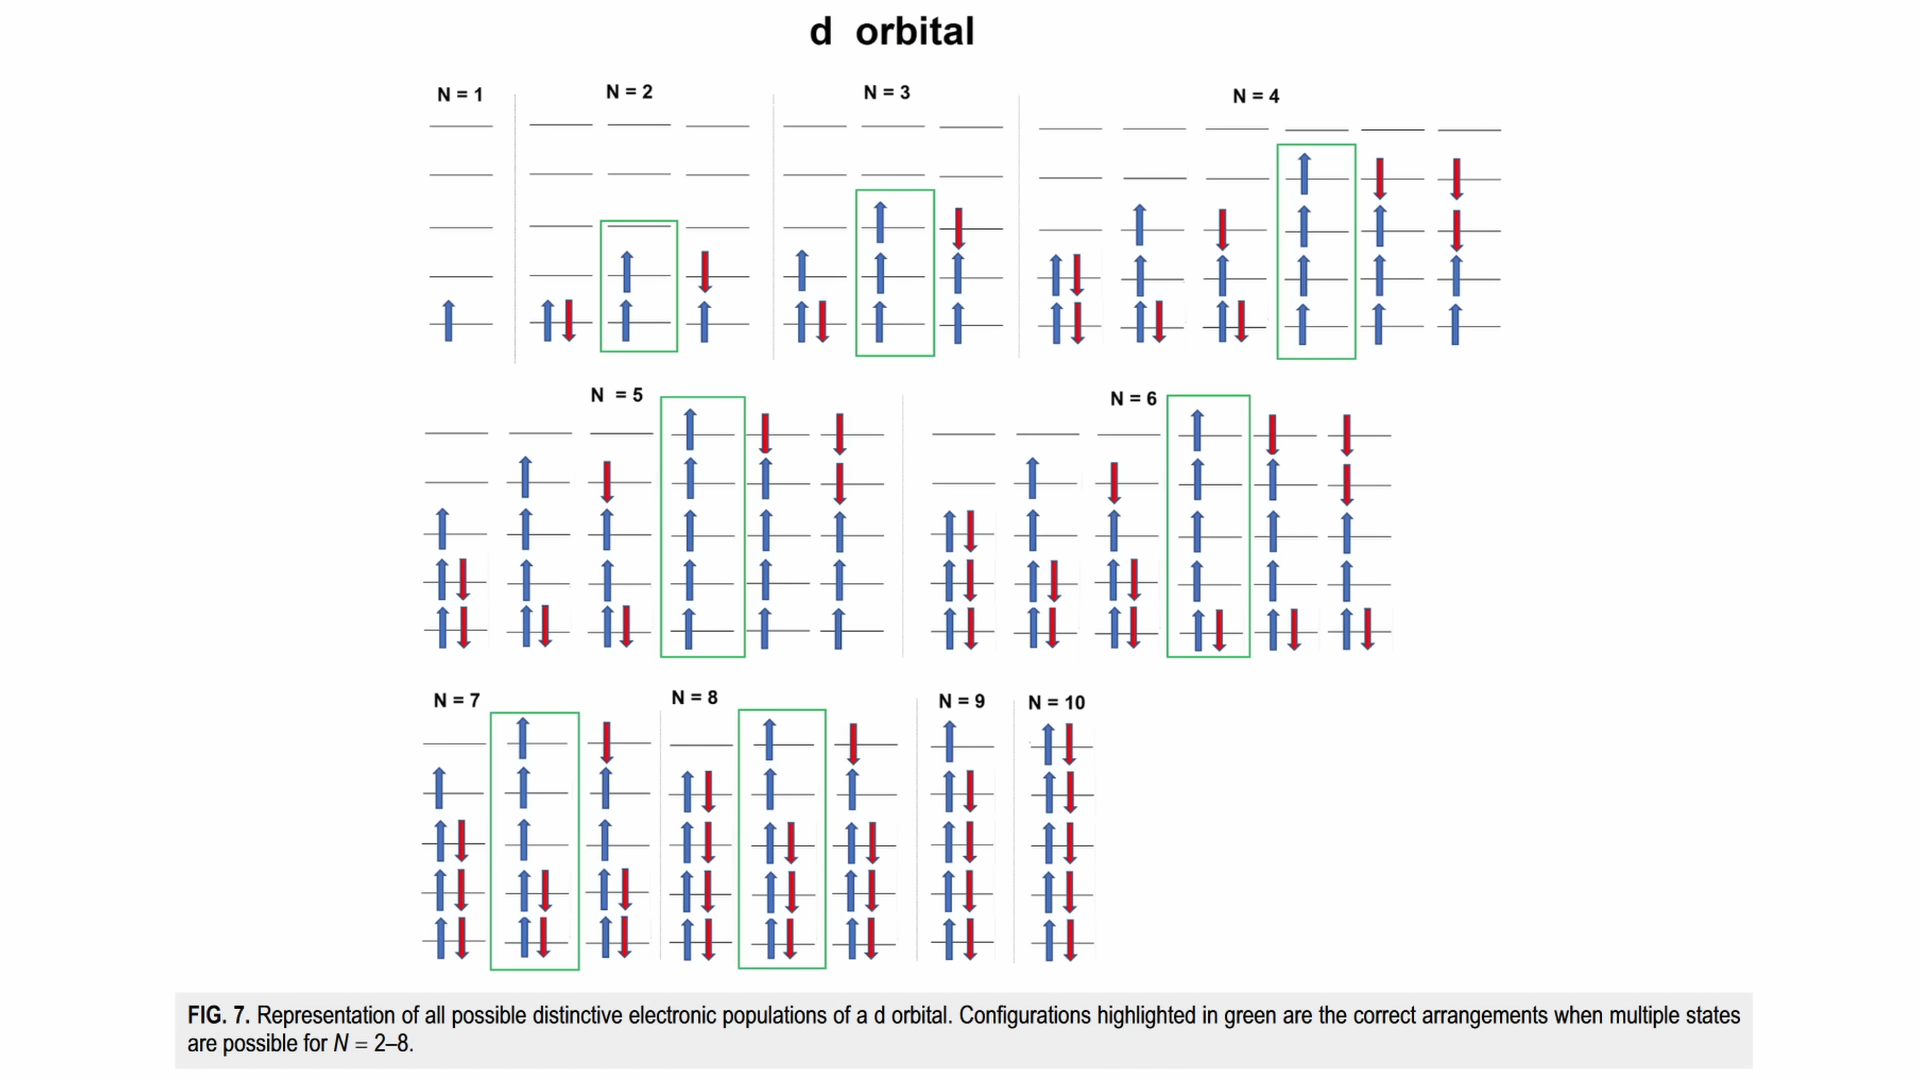 d orbital
N = 1
N = 2
N = 3
N = 4
N = 5
N = 6
N = 7
N = 8
N = 9
N = 10
FIG. 7. Representation of all possible distinctive electronic populations of a d orbital. Configurations highlighted in green are the correct arrangements when multiple states
are possible for N = 2–8.